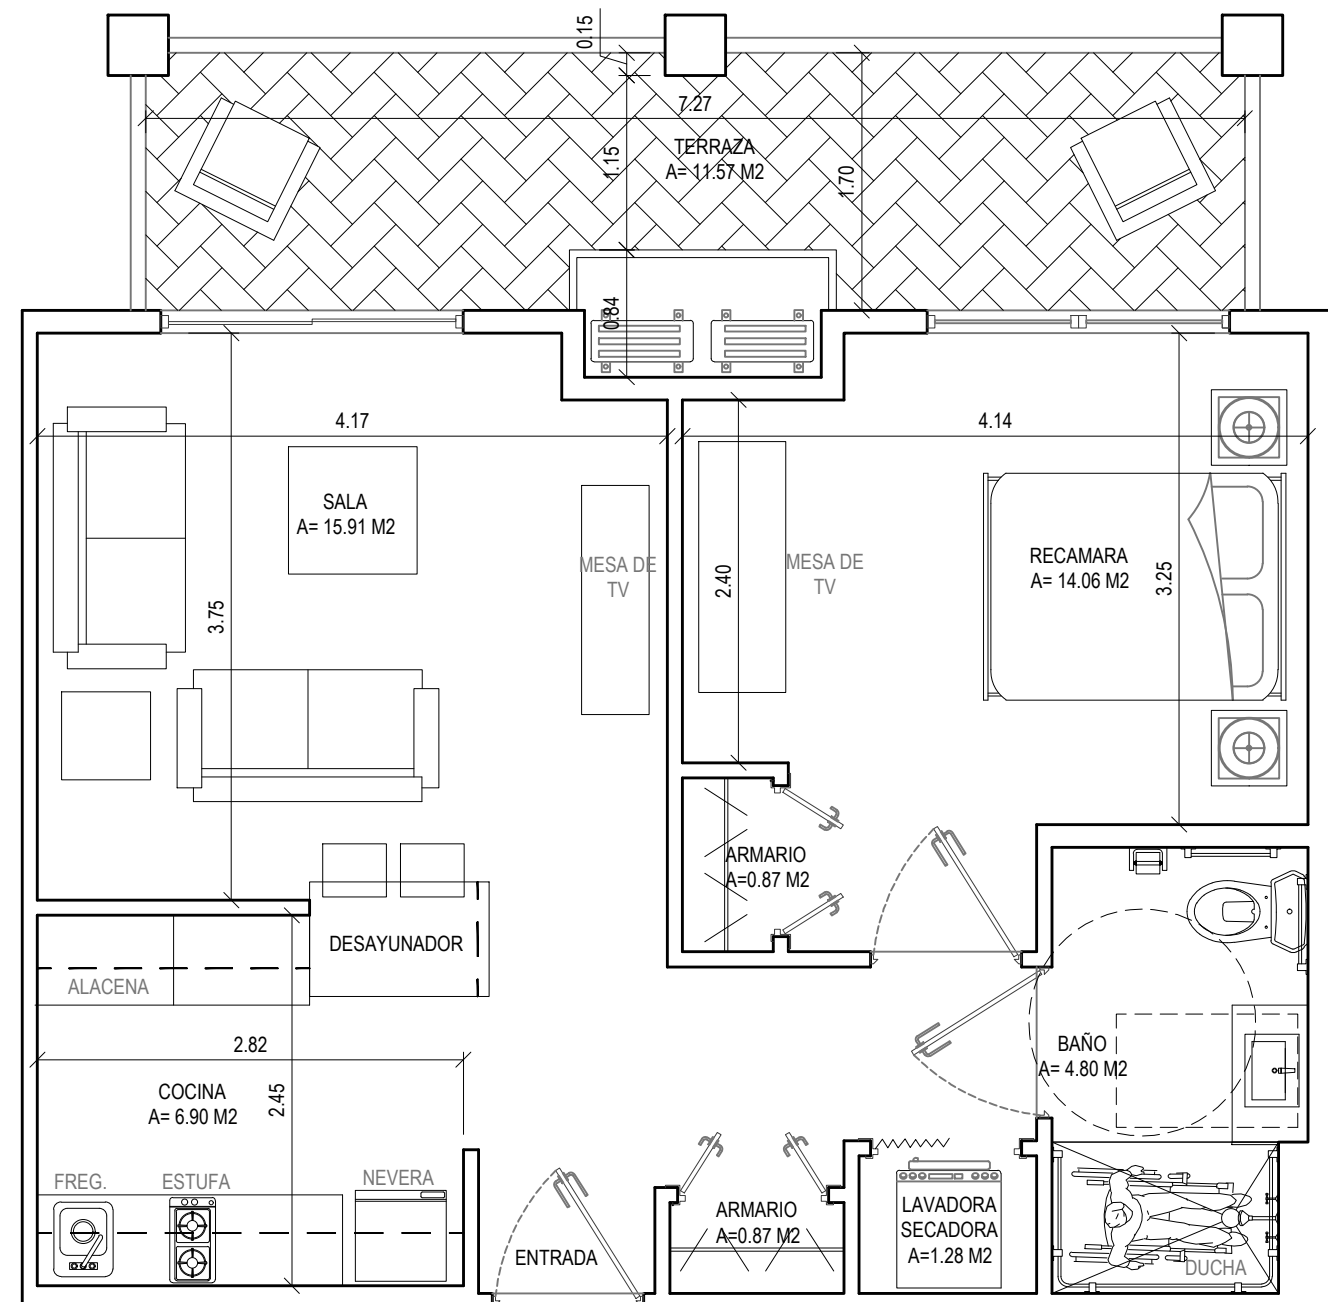 0.15
7.27
TERRAZA
A= 11.57 M2
1.15
1.70
0.84
4.17
4.14
SALA
A= 15.91 M2
MESA DE
TV
MESA DE
TV
RECAMARA
A= 14.06 M2
2.40
3.25
3.75
ARMARIO
A=0.87 M2
DESAYUNADOR
ALACENA
2.82
COCINA
A= 6.90 M2
2.45
BAÑO
A= 4.80 M2
FREG.
ESTUFA
NEVERA
ENTRADA
ARMARIO
A=0.87 M2
LAVADORA
SECADORA
A=1.28 M2
DUCHA